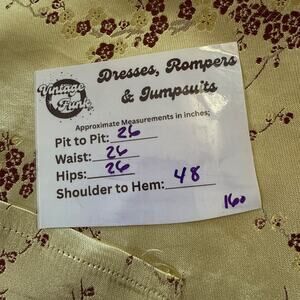 Vintage Funk
Dresses, Rompers
& Jumpsuits
Approximate Measurements in inches:
Pit to Pit: 26
Waist: 26
Hips: 26
Shoulder to Hem: 48
160